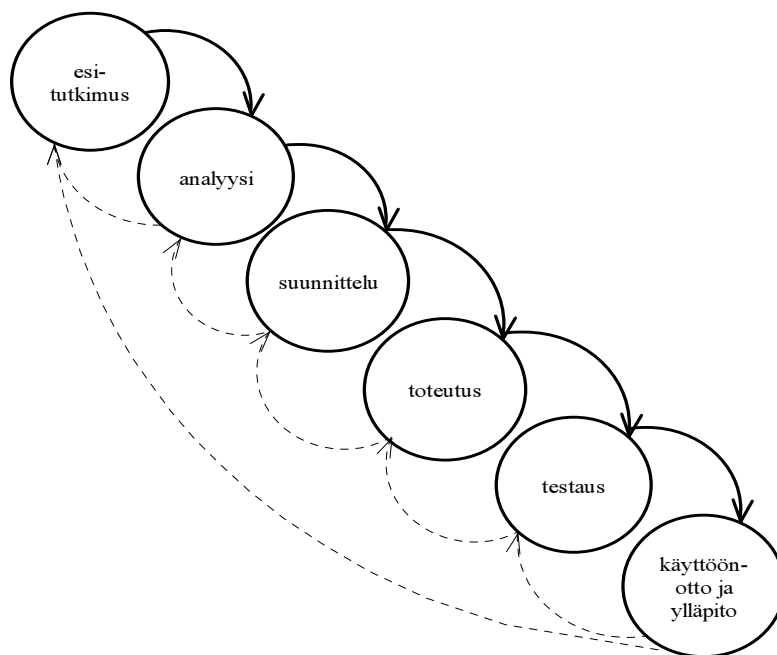 esi-
tutkimus
analyysi
suunnittelu
toteutus
testaus
käyttöön-
otto ja
ylläpito